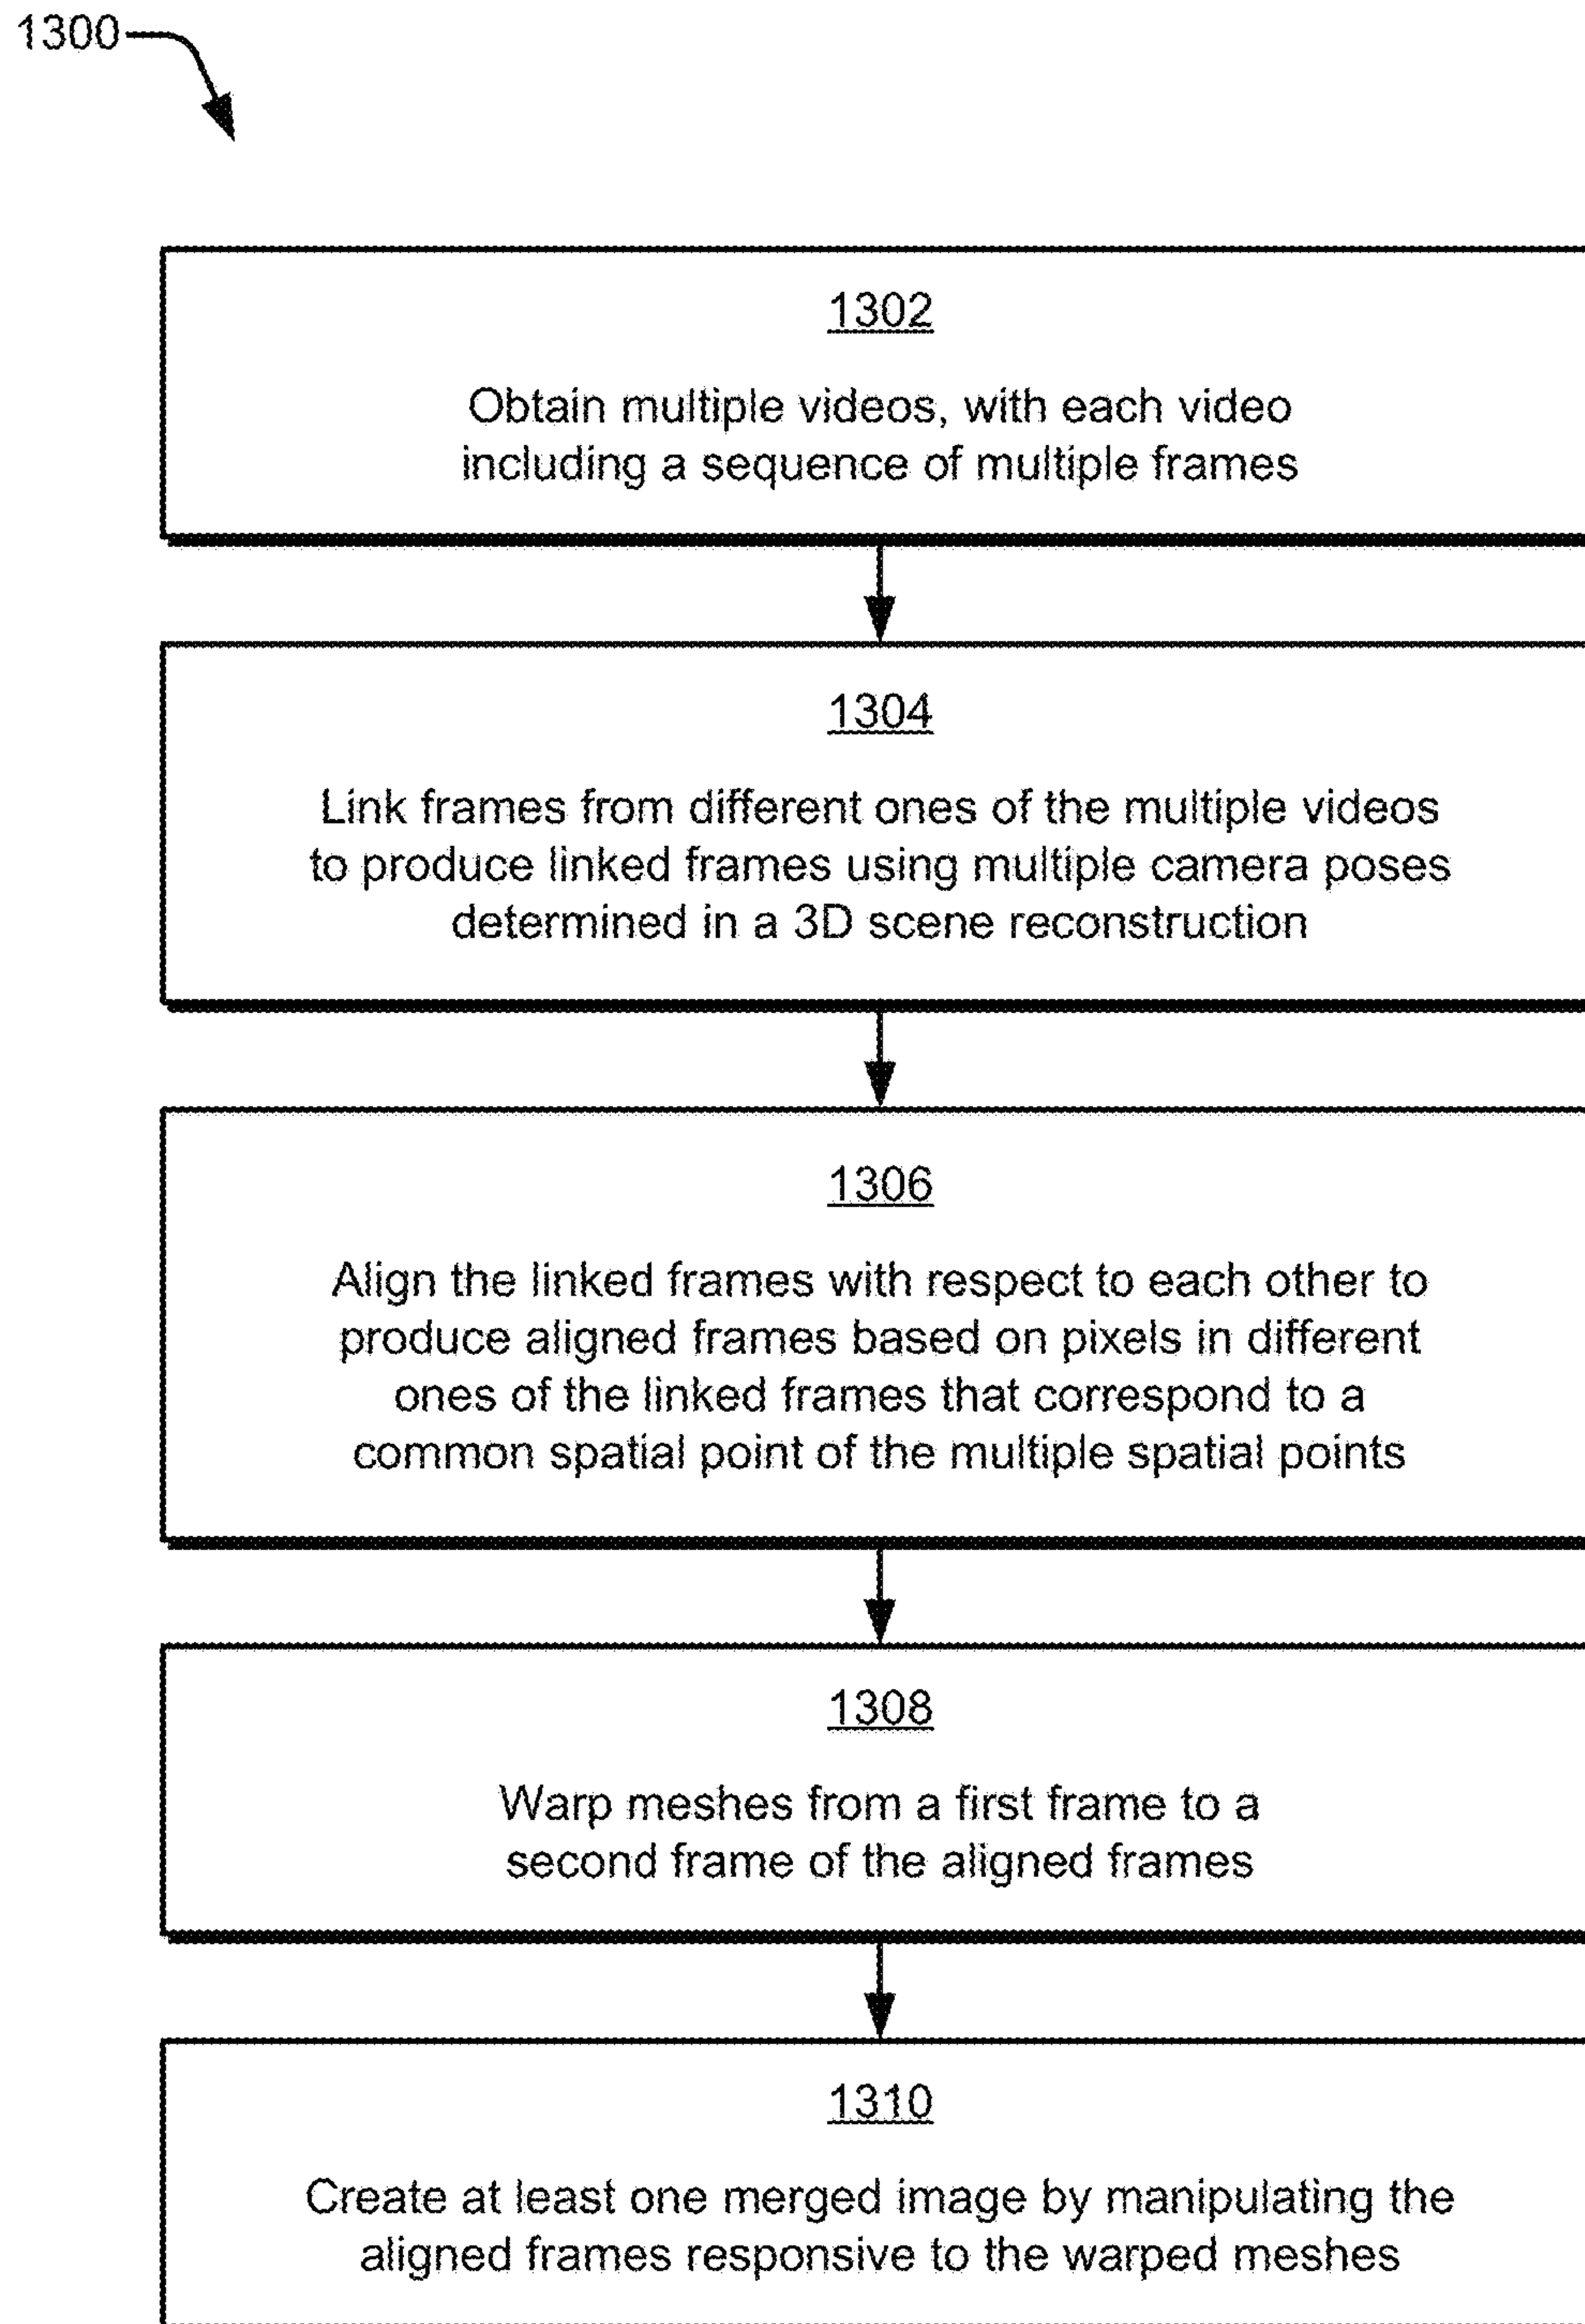 1300
1302
Obtain multiple videos, with each video
including a sequence of multiple frames
1304
Link frames from different ones of the multiple videos
to produce linked frames using multiple camera poses
determined in a 3D scene reconstruction
1306
Align the linked frames with respect to each other to
produce aligned frames based on pixels in different
ones of the linked frames that correspond to a
common spatial point of the multiple spatial points
1308
Warp meshes from a first frame to a
second frame of the aligned frames
1310
Create at least one merged image by manipulating the
aligned frames responsive to the warped meshes